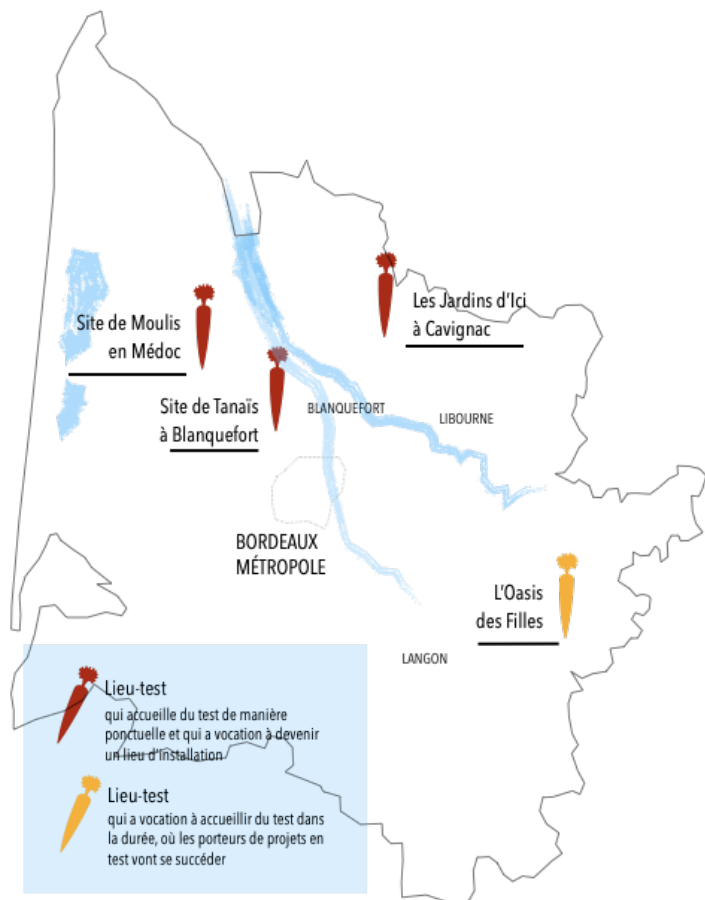 Les Jardins d'Ici
à Cavignac
Site de Moulis
en Médoc
Site de Tanaïs
à Blanquefort
BLANQUEFORT
LIBOURNE
BORDEAUX
MÉTROPOLE
L'Oasis
des Filles
LANGON
Lieu-test
qui accueille du test de manière
ponctuelle et qui a vocation à devenir
un lieu d'installation
Lieu-test
qui a vocation à accueillir du test dans
la durée, où les porteurs de projets en
test vont se succéder